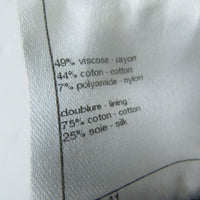 49% viscose - rayon
44% coton - cotton
7% polyamide - nylon
doublure - lining
75% coton - cotton
25% soie - silk